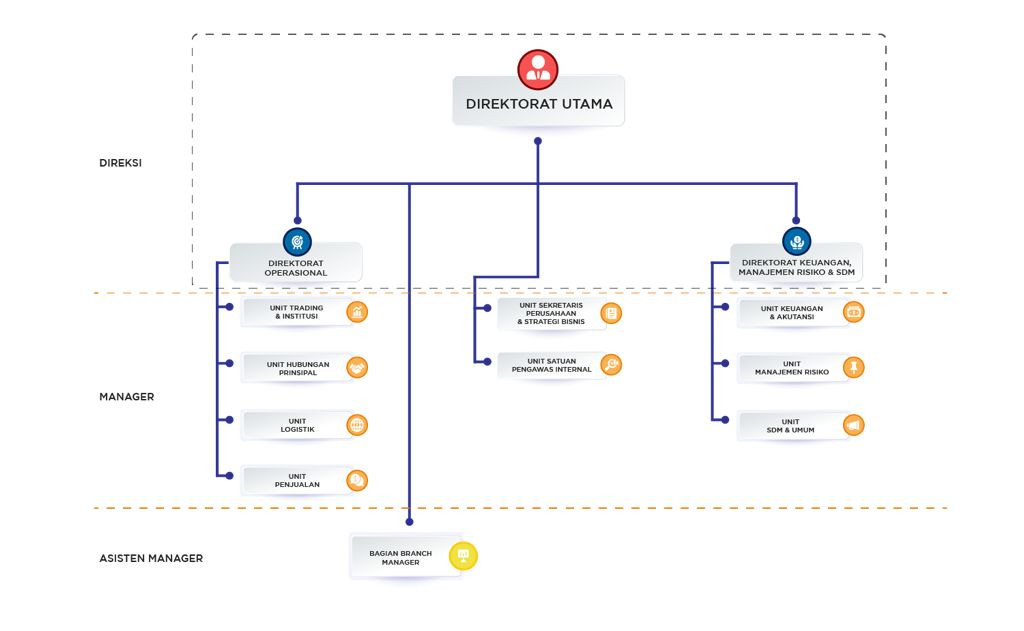 DIREKTORAT UTAMA
DIREKSI
DIREKTORAT
OPERASIONAL
DIREKTORAT KEUANGAN,
MANAJEMEN RISIKO & SDM
UNIT TRADING
& INSTITUSI
UNIT SEKRETARIS
PERUSAHAAN
& STRATEGI BISNIS
UNIT KEUANGAN
& AKUTANSI
UNIT HUBUNGAN
PRINSIPAL
UNIT SATUAN
PENGAWAS INTERNAL
UNIT
MANAJEMEN RISIKO
MANAGER
UNIT
LOGISTIK
UNIT
SDM & UMUM
UNIT
PENJUALAN
ASISTEN MANAGER
BAGIAN BRANCH
MANAGER